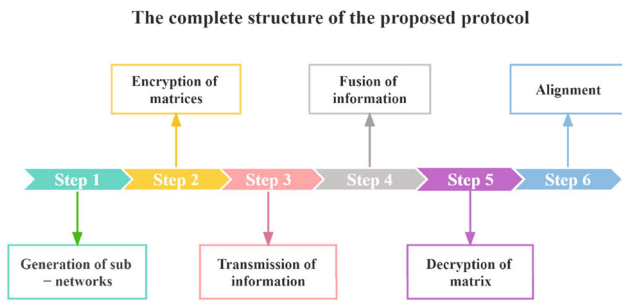 The complete structure of the proposed protocol
Encryption of
matrices
Fusion of
information
Alignment
Step 1
Step 2
Step 3
Step 4
Step 5
Step 6
Generation of sub
− networks
Transmission of
information
Decryption of
matrix